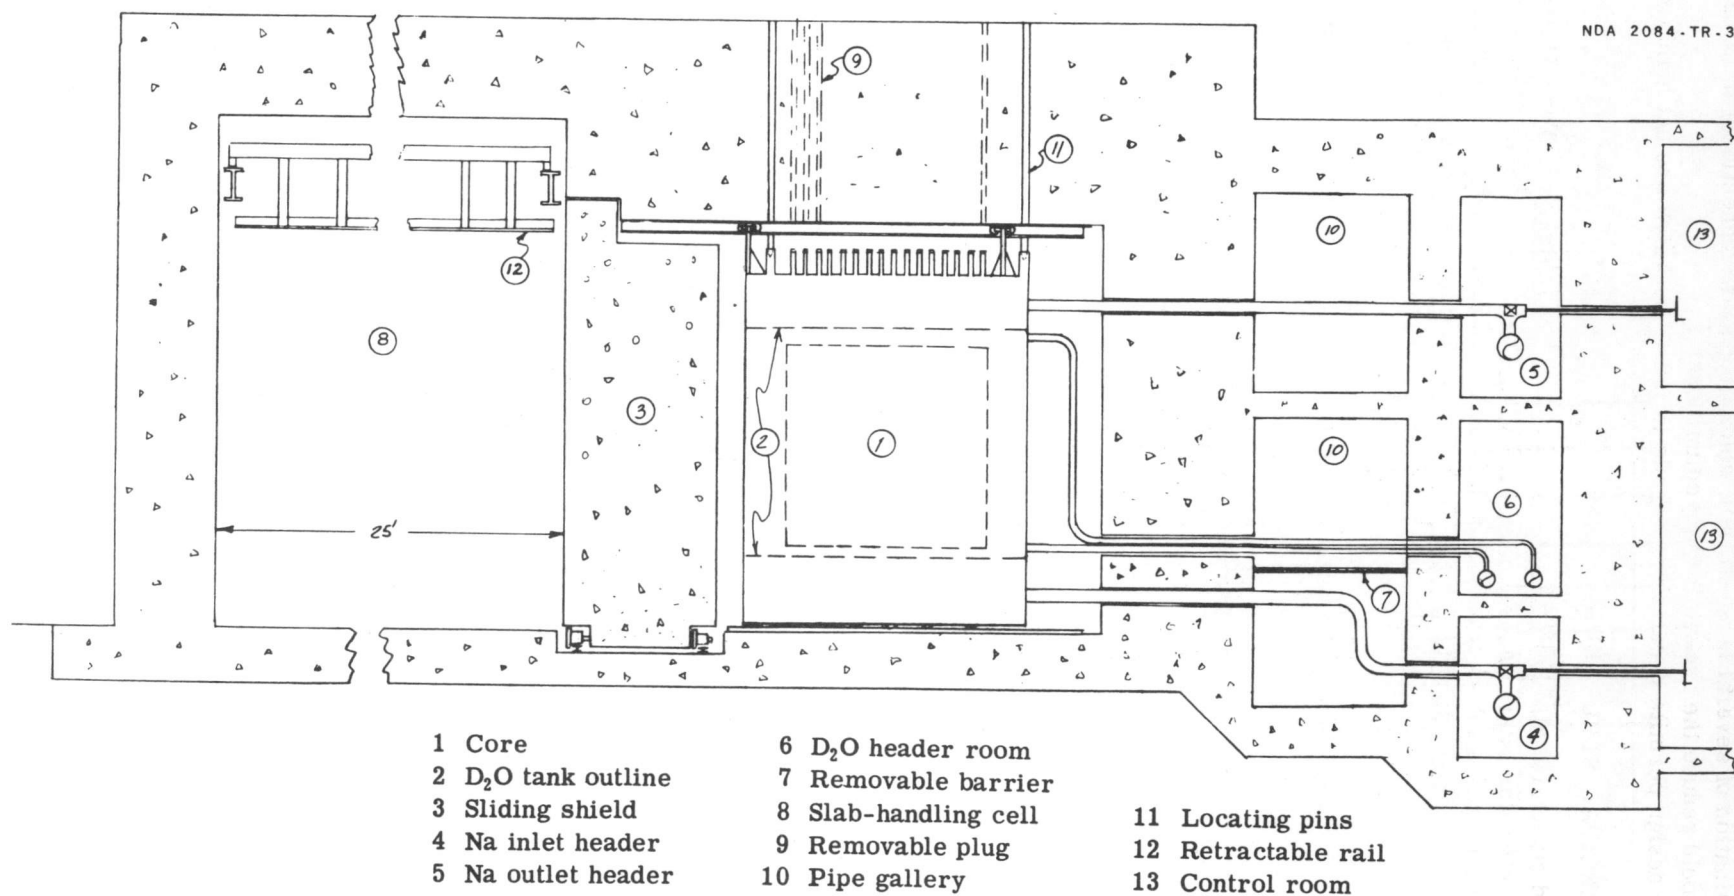 NDA 2084-TR-3
9
11
12
10
13
8
5
3
2
1
10
6
25'
13
7
4
1 Core
2 D₂O tank outline
3 Sliding shield
4 Na inlet header
5 Na outlet header
6 D₂O header room
7 Removable barrier
8 Slab-handling cell
9 Removable plug
10 Pipe gallery
11 Locating pins
12 Retractable rail
13 Control room